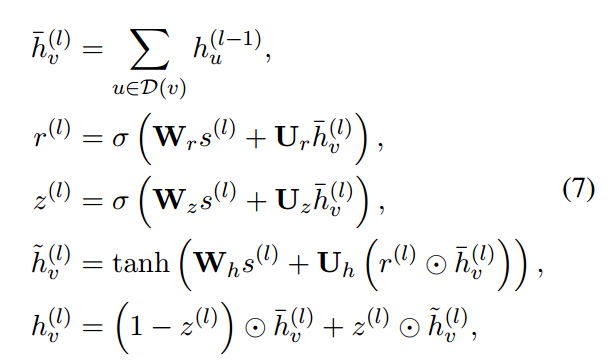 \bar{h}_v^{(l)} = \sum_{u \in \mathcal{D}(v)} h_u^{(l-1)},
r^{(l)} = \sigma \left( \mathbf{W}_r s^{(l)} + \mathbf{U}_r \bar{h}_v^{(l)} \right),
z^{(l)} = \sigma \left( \mathbf{W}_z s^{(l)} + \mathbf{U}_z \bar{h}_v^{(l)} \right), (7)
\tilde{h}_v^{(l)} = \tanh \left( \mathbf{W}_h s^{(l)} + \mathbf{U}_h \left( r^{(l)} \odot \bar{h}_v^{(l)} \right) \right),
h_v^{(l)} = \left( 1 - z^{(l)} \right) \odot \bar{h}_v^{(l)} + z^{(l)} \odot \tilde{h}_v^{(l)},